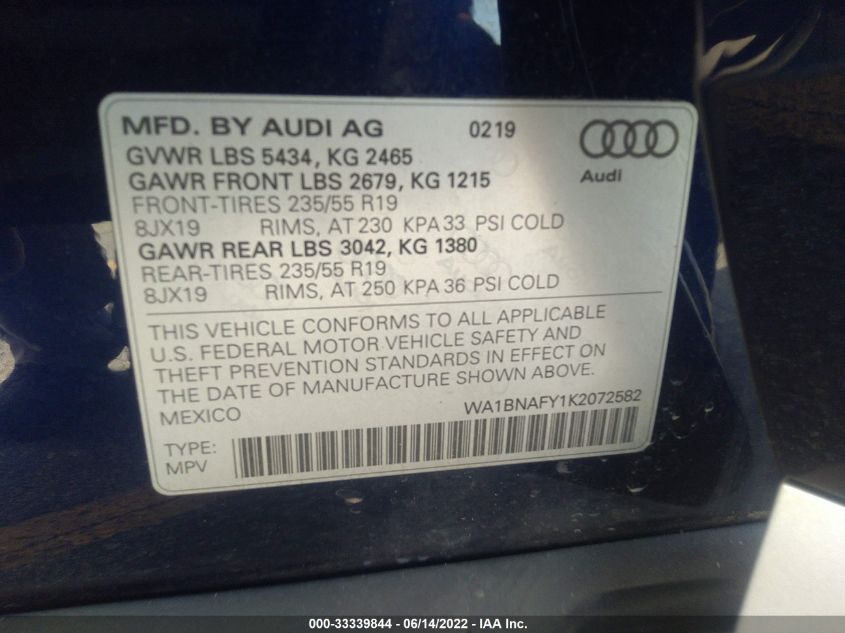 MFD. BY AUDI AG 0219
GVWR LBS 5434, KG 2465
GAWR FRONT LBS 2679, KG 1215
Audi
FRONT-TIRES 235/55 R19
8JX19 RIMS, AT 230 KPA 33 PSI COLD
GAWR REAR LBS 3042, KG 1380
REAR-TIRES 235/55 R19
8JX19 RIMS, AT 250 KPA 36 PSI COLD
THIS VEHICLE CONFORMS TO ALL APPLICABLE
U.S. FEDERAL MOTOR VEHICLE SAFETY AND
THEFT PREVENTION STANDARDS IN EFFECT ON
THE DATE OF MANUFACTURE SHOWN ABOVE.
MEXICO WA1BNAFY1K2072582
TYPE:
MPV
000-33339844 - 06/14/2022 - IAA Inc.